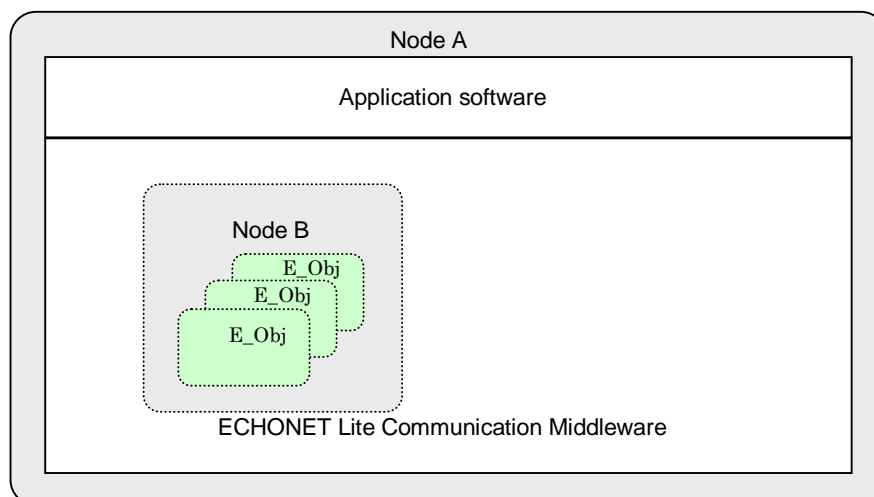 Node A
Application software
Node B
E_Obj
E_Obj
E_Obj
ECHONET Lite Communication Middleware